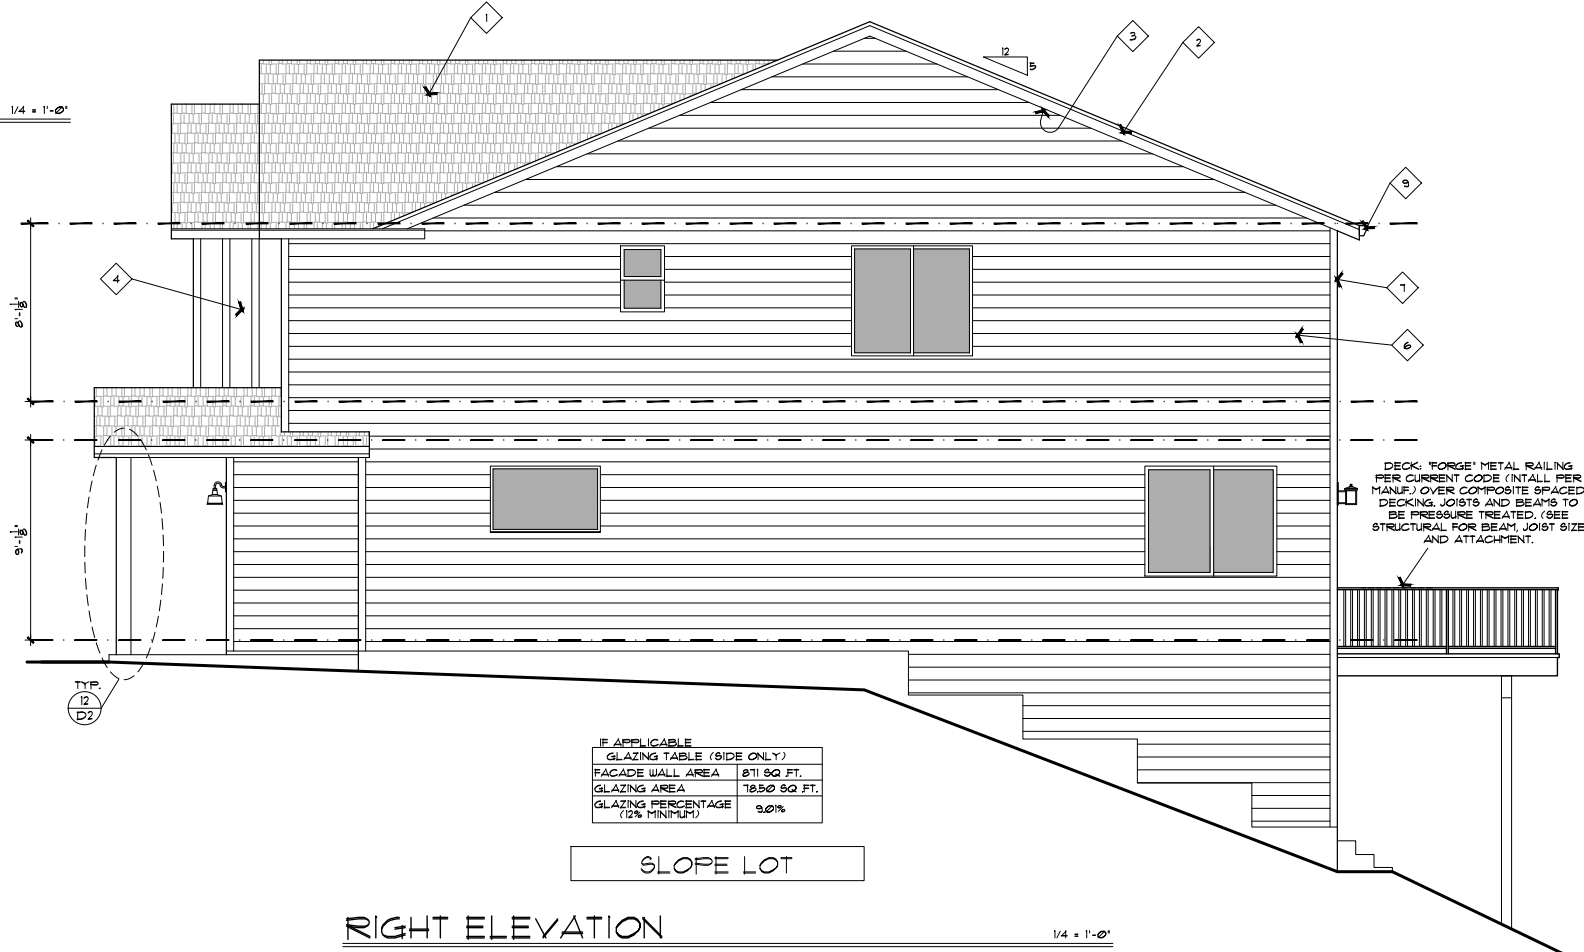 1
3
2
12
5
1/4 = 1'-0"
9
4
7
8'-1 1/8"
6
DECK: "FORGE" METAL RAILING
PER CURRENT CODE (INTALL PER
MANUF.) OVER COMPOSITE SPACED
DECKING. JOISTS AND BEAMS TO
BE PRESSURE TREATED. (SEE
STRUCTURAL FOR BEAM, JOIST SIZE
AND ATTACHMENT.
9'-1 1/8"
TYP.
12
D2
IF APPLICABLE
GLAZING TABLE (SIDE ONLY)
FACADE WALL AREA 871 SQ .FT.
GLAZING AREA 78.50 SQ .FT.
GLAZING PERCENTAGE 9.01%
(12% MINIMUM)
SLOPE LOT
RIGHT ELEVATION
1/4 = 1'-0"